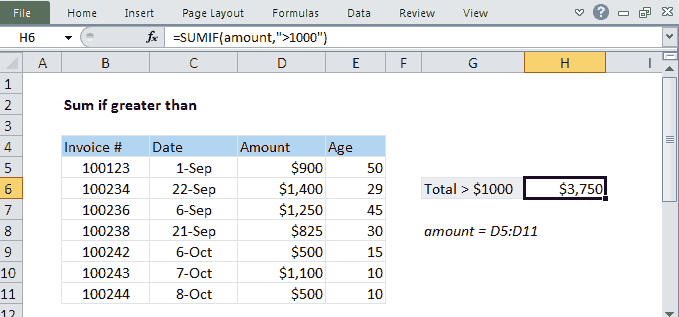 File Home Insert Page Layout Formulas Data Review View ?
H6 fx =SUMIF(amount,">1000")
A B C D E F G H I
1
2 Sum if greater than
3
4 Invoice # Date Amount Age
5 100123 1-Sep $900 50
6 100234 22-Sep $1,400 29 Total > $1000 $3,750
7 100236 6-Sep $1,250 45
8 100238 21-Sep $825 30 amount = D5:D11
9 100242 6-Oct $500 15
10 100243 7-Oct $1,100 10
11 100244 8-Oct $500 10
12